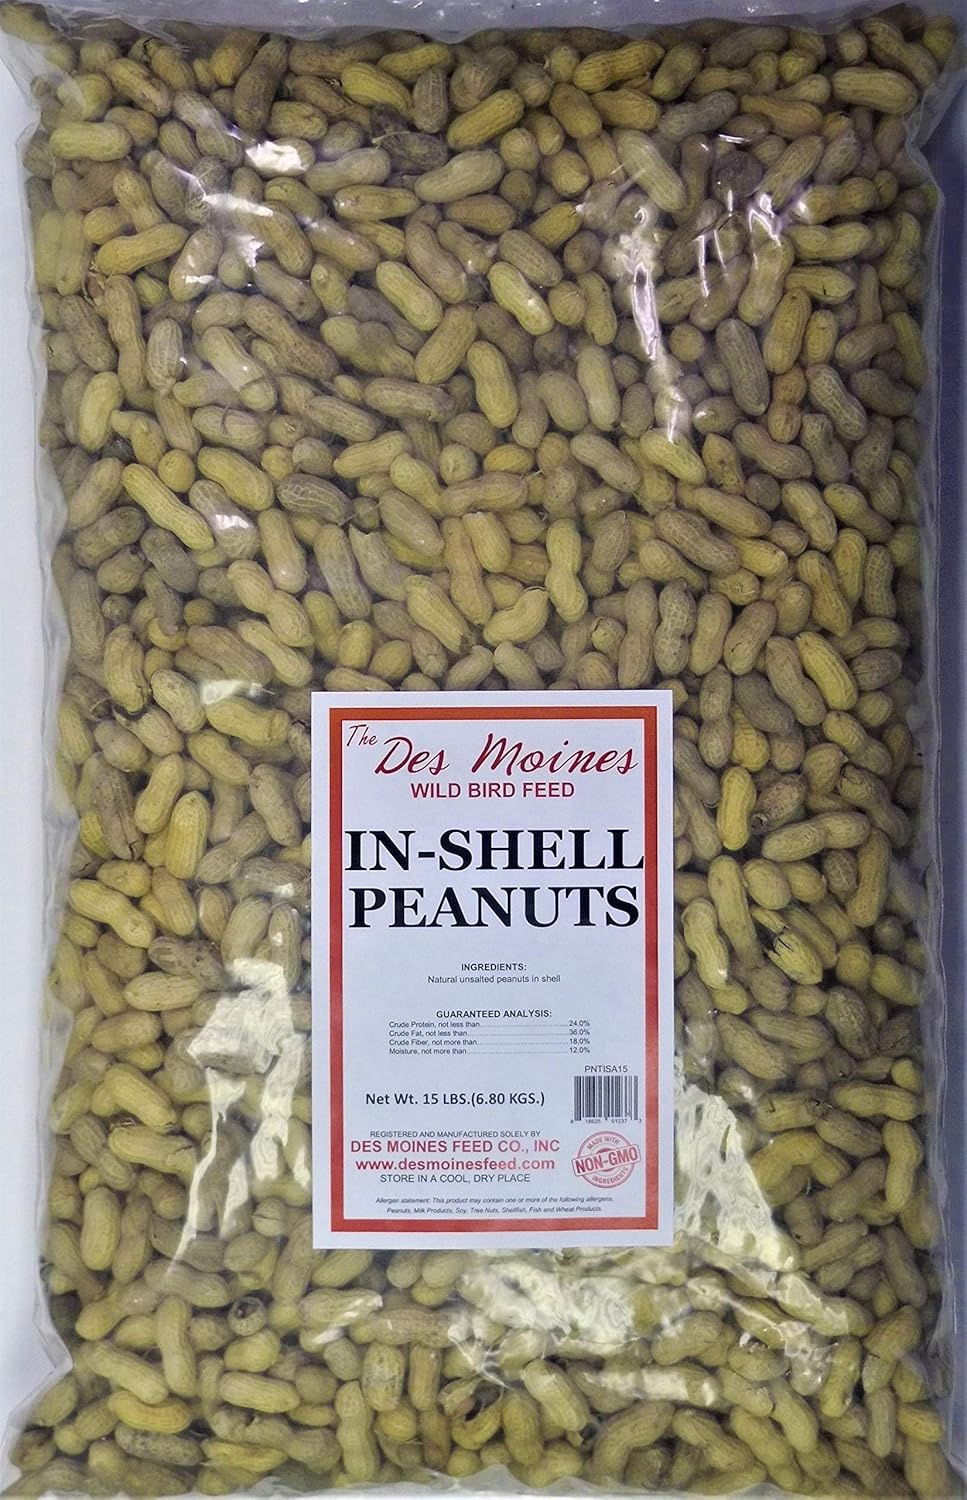 The Des Moines
WILD BIRD FEED
IN-SHELL
PEANUTS
INGREDIENTS:
Natural unsalted peanuts in shell
GUARANTEED ANALYSIS:
Crude Protein, not less than..........24.0%
Crude Fat, not less than..........36.0%
Crude Fiber, not more than..........18.0%
Moisture, not more than..........12.0%
PNTISA15
Net Wt. 15 LBS.(6.80 KGS.)
REGISTERED AND MANUFACTURED SOLELY BY
DES MOINES FEED CO., INC
www.desmoinesfeed.com
STORE IN A COOL, DRY PLACE
MADE WITH
NON-GMO
INGREDIENTS
Allergen statement: This product may contain one or more of the following allergens,
Peanuts, Milk Products, Soy, Tree Nuts, Shellfish, Fish and Wheat Products.